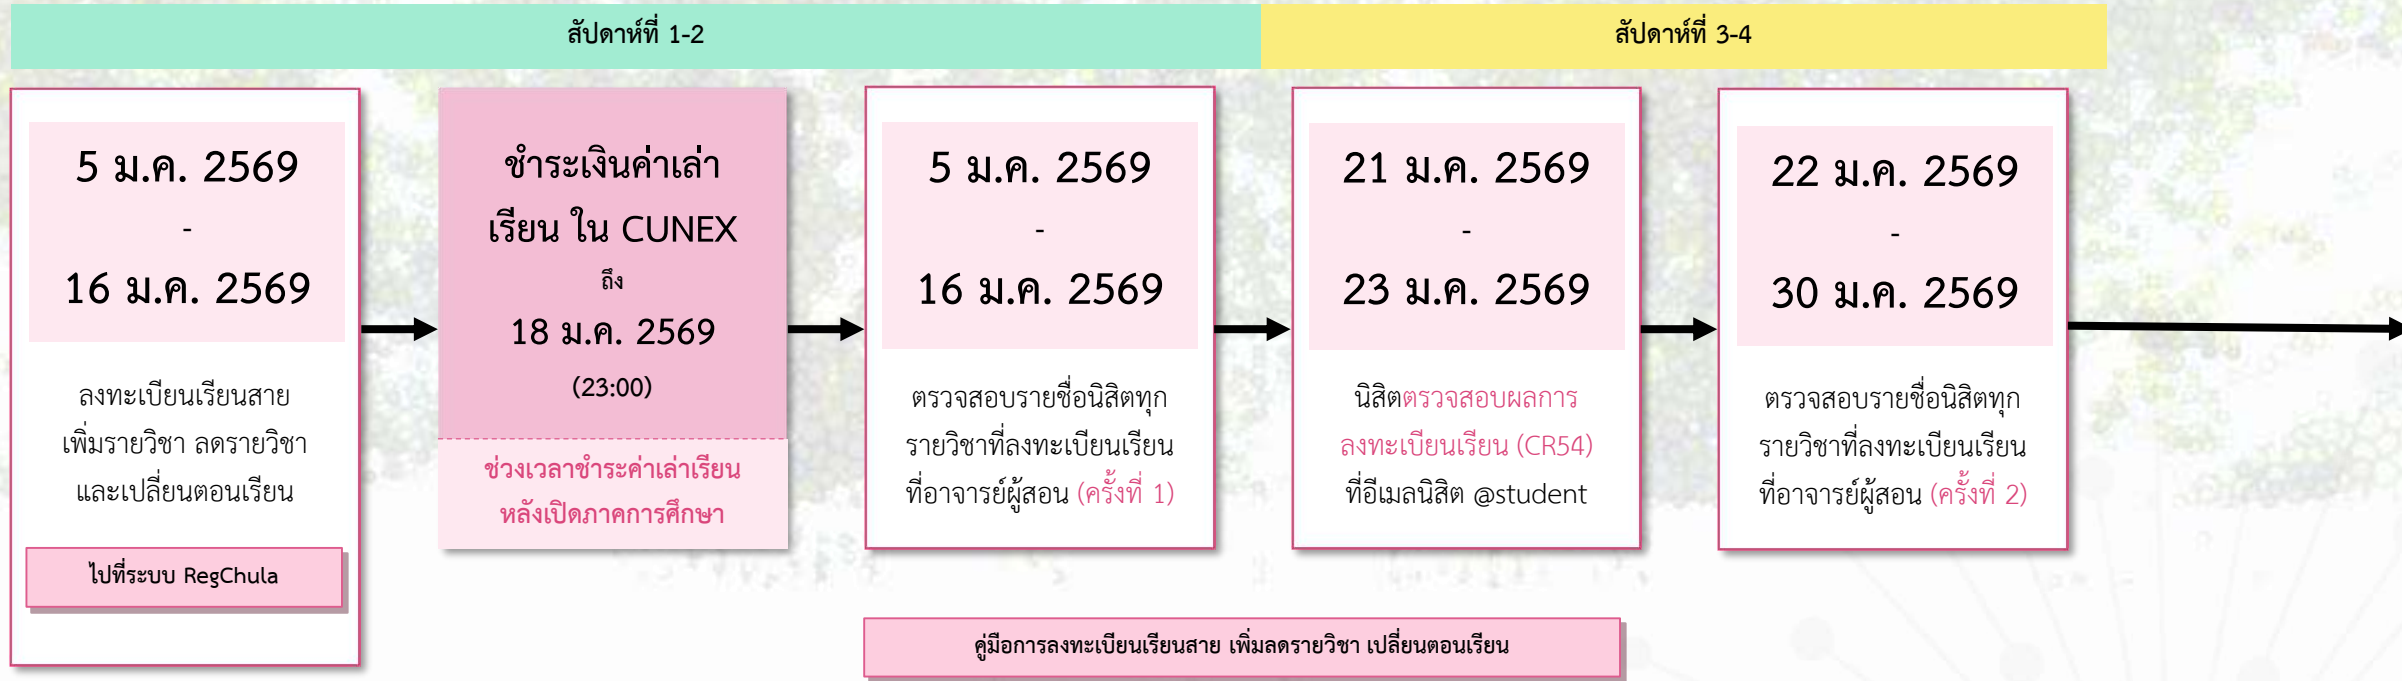 สัปดาห์ที่ 1-2
สัปดาห์ที่ 3-4
5 ม.ค. 2569
-
16 ม.ค. 2569
ลงทะเบียนเรียนสาย
เพิ่มรายวิชา ลดรายวิชา
และเปลี่ยนตอนเรียน
ไปที่ระบบ RegChula
ชำระเงินค่าเล่า
เรียน ใน CUNEX
ถึง
18 ม.ค. 2569
(23:00)
ช่วงเวลาชำระค่าเล่าเรียน
หลังเปิดภาคการศึกษา
5 ม.ค. 2569
-
16 ม.ค. 2569
ตรวจสอบรายชื่อนิสิตทุก
รายวิชาที่ลงทะเบียนเรียน
ที่อาจารย์ผู้สอน (ครั้งที่ 1)
21 ม.ค. 2569
-
23 ม.ค. 2569
นิสิตตรวจสอบผลการ
ลงทะเบียนเรียน (CR54)
ที่อีเมลนิสิต @student
22 ม.ค. 2569
-
30 ม.ค. 2569
ตรวจสอบรายชื่อนิสิตทุก
รายวิชาที่ลงทะเบียนเรียน
ที่อาจารย์ผู้สอน (ครั้งที่ 2)
คู่มือการลงทะเบียนเรียนสาย เพิ่มลดรายวิชา เปลี่ยนตอนเรียน